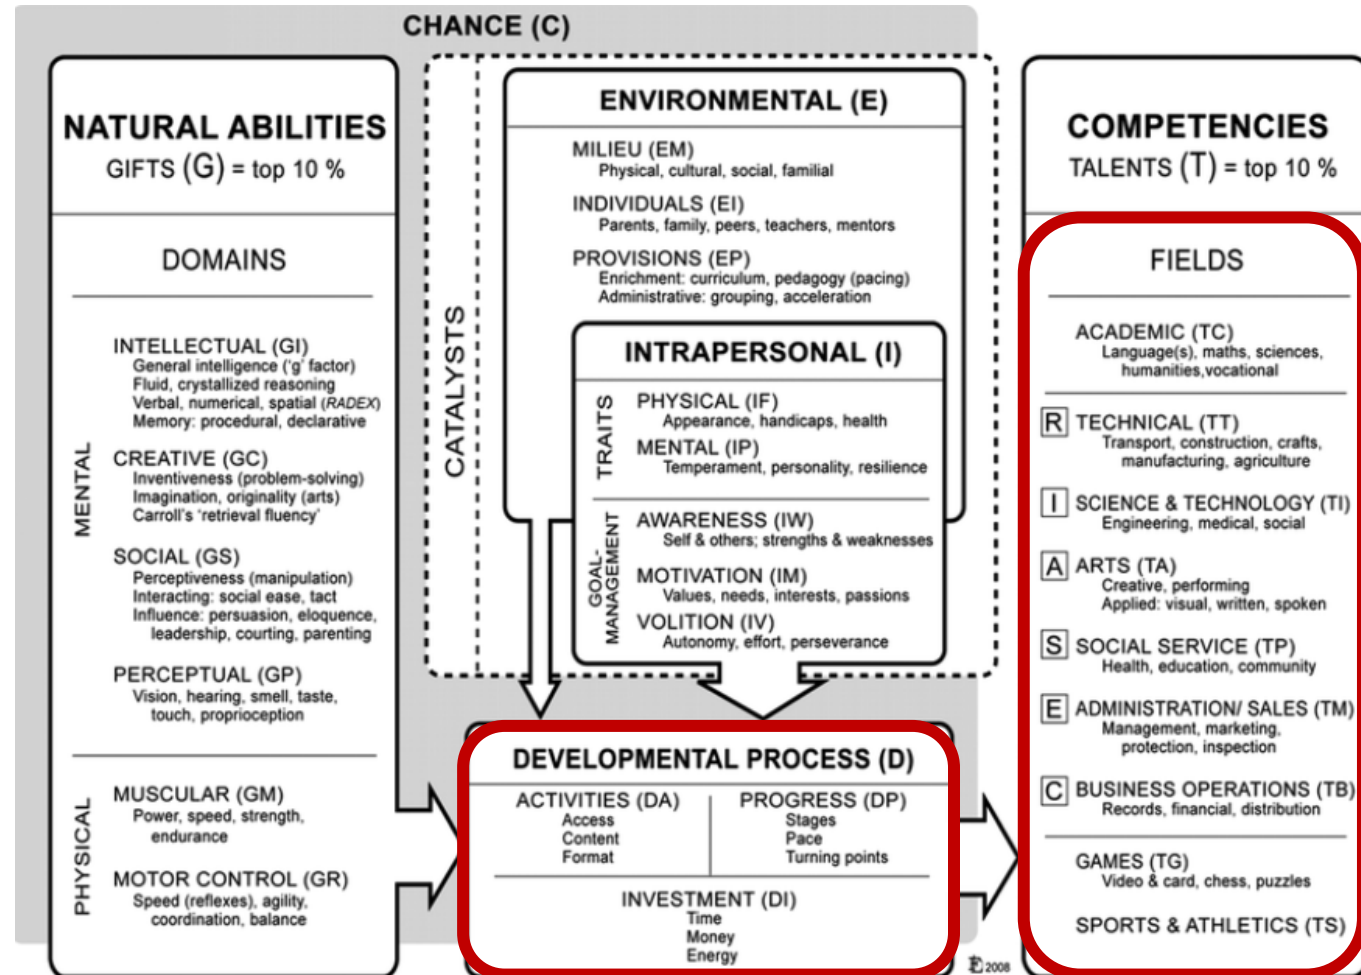 CHANCE (C)
NATURAL ABILITIES
GIFTS (G) = top 10 %
DOMAINS
MENTAL
INTELLECTUAL (GI)
General intelligence ('g' factor)
Fluid, crystallized reasoning
Verbal, numerical, spatial (RADEX)
Memory: procedural, declarative
CREATIVE (GC)
Inventiveness (problem-solving)
Imagination, originality (arts)
Carroll's 'retrieval fluency'
SOCIAL (GS)
Perceptiveness (manipulation)
Interacting: social ease, tact
Influence: persuasion, eloquence,
leadership, courting, parenting
PERCEPTUAL (GP)
Vision, hearing, smell, taste,
touch, proprioception
PHYSICAL
MUSCULAR (GM)
Power, speed, strength,
endurance
MOTOR CONTROL (GR)
Speed (reflexes), agility,
coordination, balance
CATALYSTS
ENVIRONMENTAL (E)
MILIEU (EM)
Physical, cultural, social, familial
INDIVIDUALS (EI)
Parents, family, peers, teachers, mentors
PROVISIONS (EP)
Enrichment: curriculum, pedagogy (pacing)
Administrative: grouping, acceleration
INTRAPERSONAL (I)
TRAITS
PHYSICAL (IF)
Appearance, handicaps, health
MENTAL (IP)
Temperament, personality, resilience
GOAL-
MANAGEMENT
AWARENESS (IW)
Self & others; strengths & weaknesses
MOTIVATION (IM)
Values, needs, interests, passions
VOLITION (IV)
Autonomy, effort, perseverance
DEVELOPMENTAL PROCESS (D)
ACTIVITIES (DA)
Access
Content
Format
PROGRESS (DP)
Stages
Pace
Turning points
INVESTMENT (DI)
Time
Money
Energy
2008
COMPETENCIES
TALENTS (T) = top 10 %
FIELDS
ACADEMIC (TC)
Language(s), maths, sciences,
humanities,vocational
R TECHNICAL (TT)
Transport, construction, crafts,
manufacturing, agriculture
I SCIENCE & TECHNOLOGY (TI)
Engineering, medical, social
A ARTS (TA)
Creative, performing
Applied: visual, written, spoken
S SOCIAL SERVICE (TP)
Health, education, community
E ADMINISTRATION/ SALES (TM)
Management, marketing,
protection, inspection
C BUSINESS OPERATIONS (TB)
Records, financial, distribution
GAMES (TG)
Video & card, chess, puzzles
SPORTS & ATHLETICS (TS)